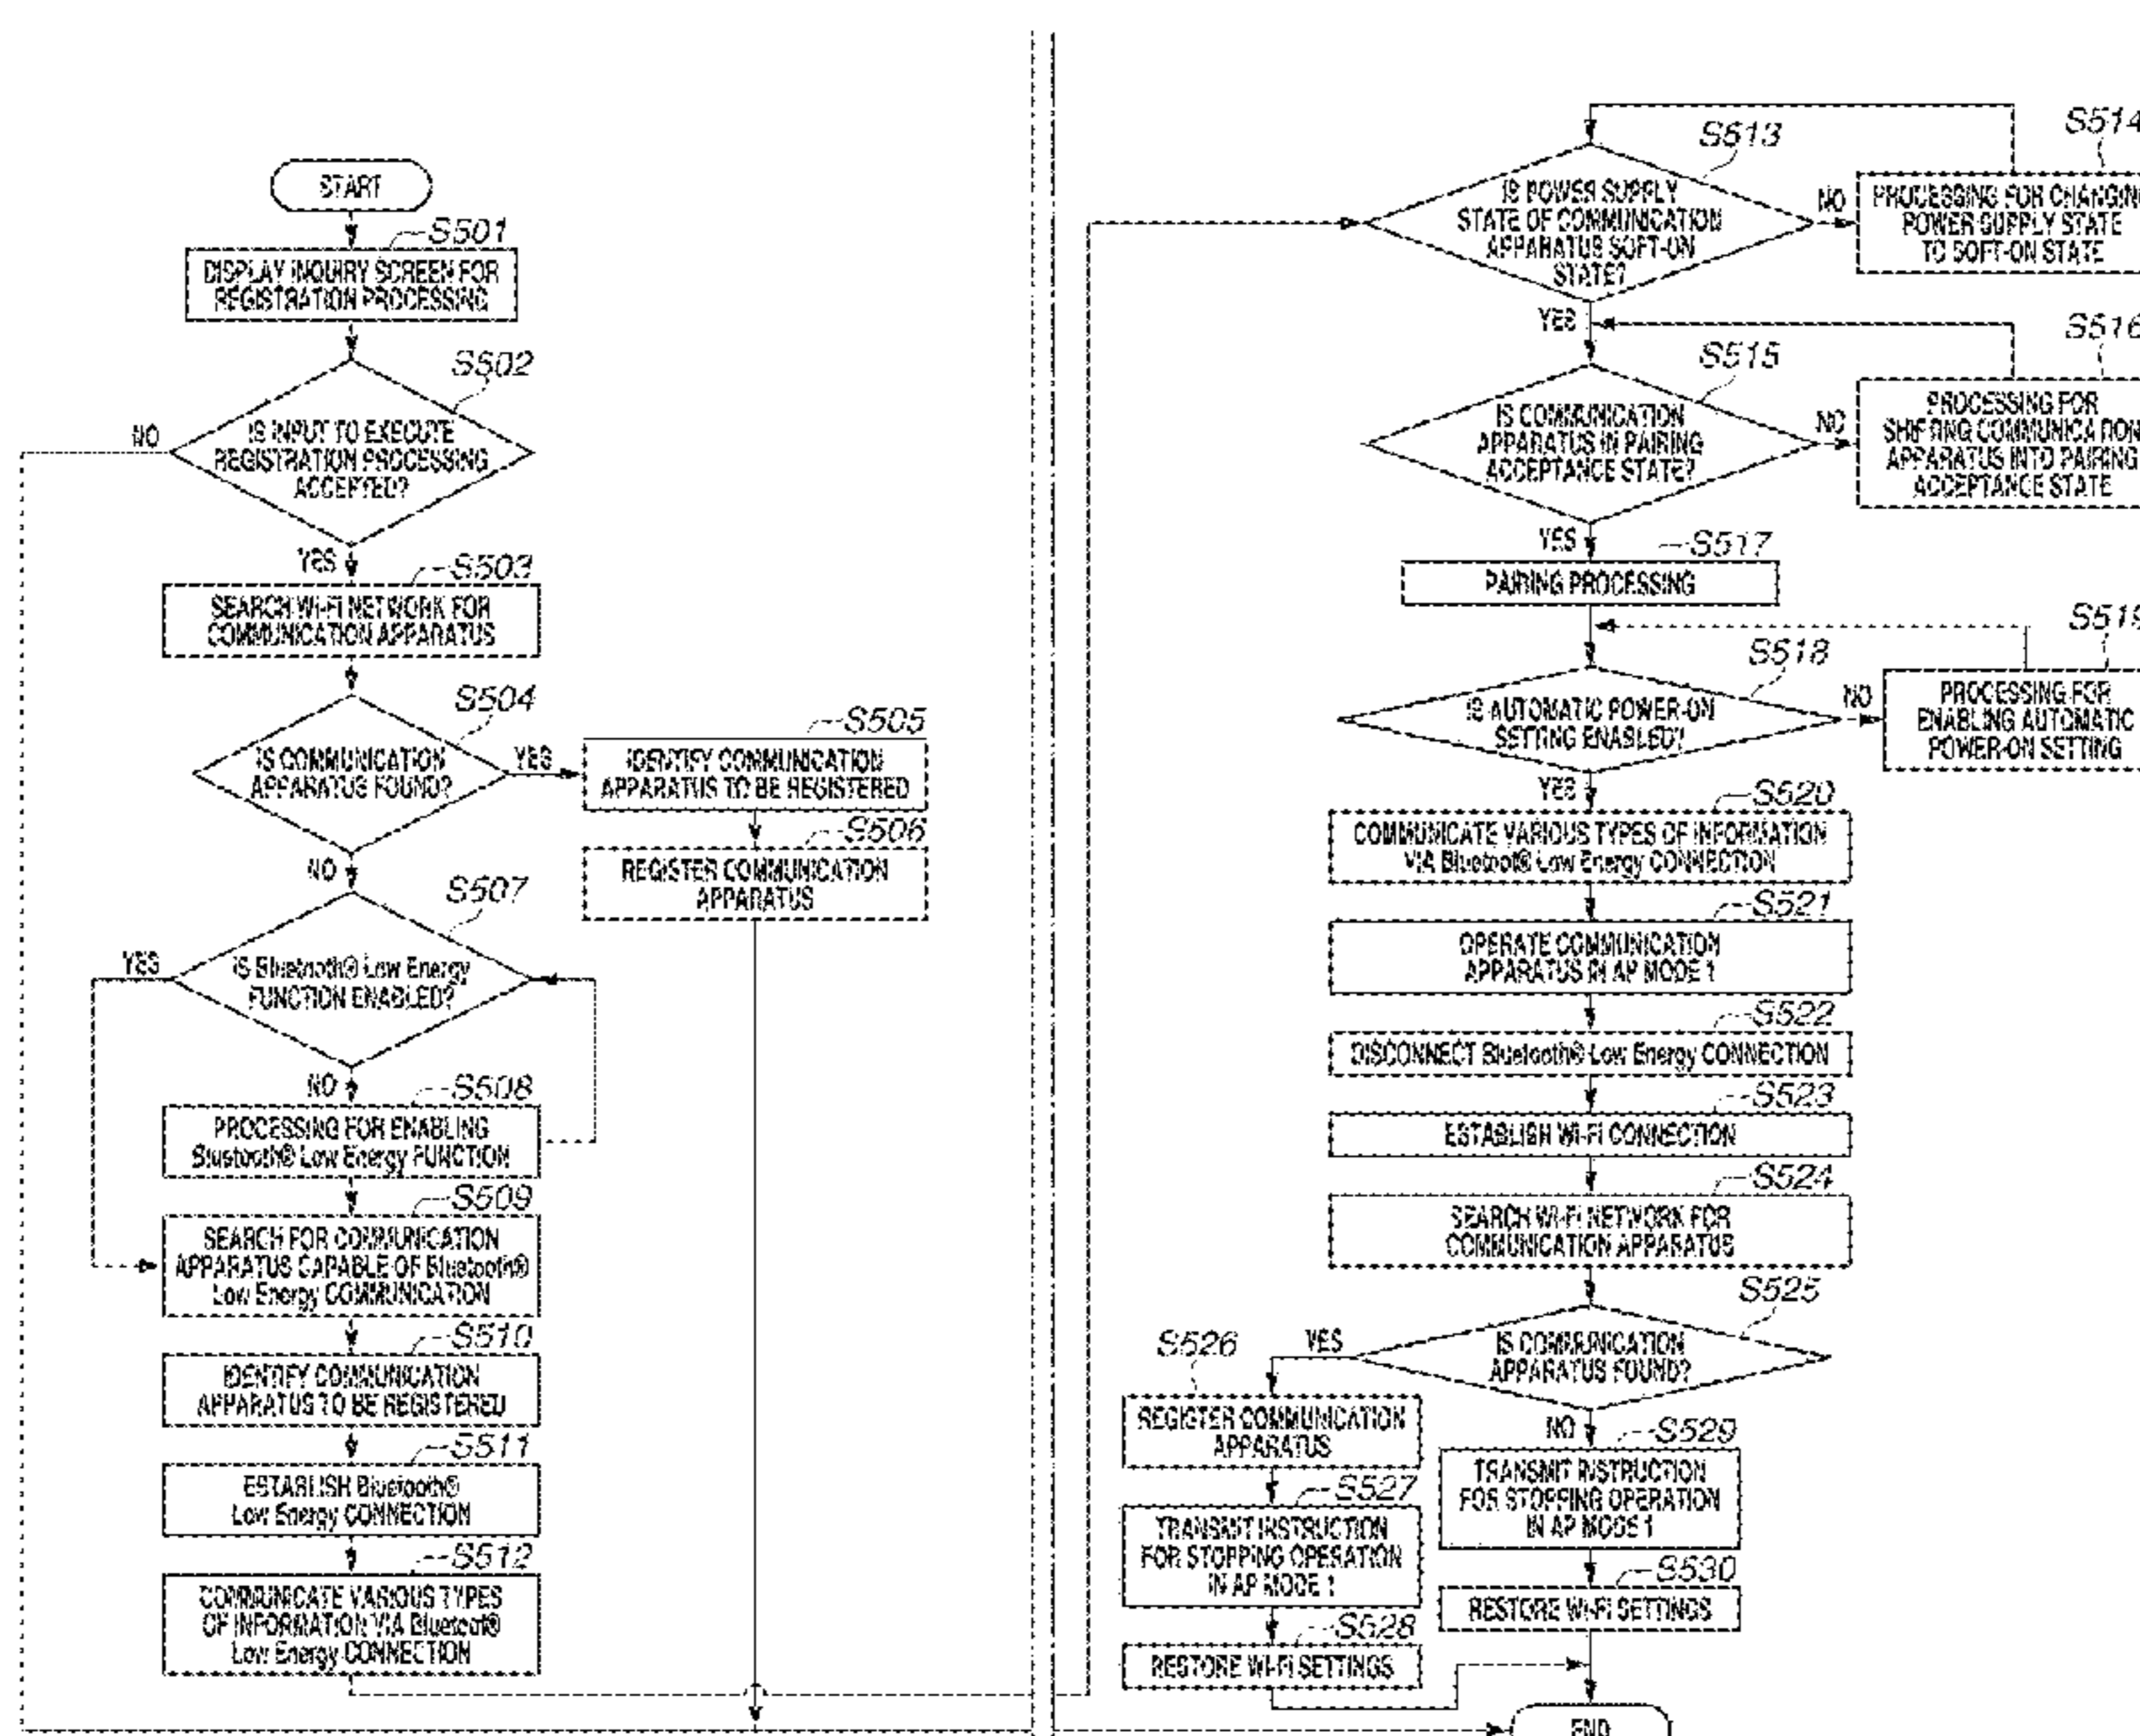 START
S501
DISPLAY INQUIRY SCREEN FOR
REGISTRATION PROCESSING
S502
IS INPUT TO EXECUTE
REGISTRATION PROCESSING
ACCEPTED?
NO
YES
S503
SEARCH WI-FI NETWORK FOR
COMMUNICATION APPARATUS
S504
IS COMMUNICATION
APPARATUS FOUND?
YES
NO
S505
IDENTIFY COMMUNICATION
APPARATUS TO BE REGISTERED
S506
REGISTER COMMUNICATION
APPARATUS
S507
IS Bluetooth® Low Energy
FUNCTION ENABLED?
YES
NO
S508
PROCESSING FOR ENABLING
Bluetooth® Low Energy FUNCTION
S509
SEARCH FOR COMMUNICATION
APPARATUS CAPABLE OF Bluetooth®
Low Energy COMMUNICATION
S510
IDENTIFY COMMUNICATION
APPARATUS TO BE REGISTERED
S511
ESTABLISH Bluetooth®
Low Energy CONNECTION
S512
COMMUNICATE VARIOUS TYPES
OF INFORMATION VIA Bluetoot®
Low Energy CONNECTION
S513
IS POWER SUPPLY
STATE OF COMMUNICATION
APPARATUS SOFT-ON
STATE?
NO
YES
S514
PROCESSING FOR CHANGING
POWER SUPPLY STATE
TO SOFT-ON STATE
S515
IS COMMUNICATION
APPARATUS IN PAIRING
ACCEPTANCE STATE?
NO
YES
S516
PROCESSING FOR
SHIFTING COMMUNICATION
APPARATUS INTO PAIRING
ACCEPTANCE STATE
S517
PAIRING PROCESSING
S518
IS AUTOMATIC POWER-ON
SETTING ENABLED?
NO
YES
S519
PROCESSING FOR
ENABLING AUTOMATIC
POWER-ON SETTING
S520
COMMUNICATE VARIOUS TYPES OF INFORMATION
VIA Bluetoot® Low Energy CONNECTION
S521
OPERATE COMMUNICATION
APPARATUS IN AP MODE 1
S522
DISCONNECT Bluetooth® Low Energy CONNECTION
S523
ESTABLISH WI-FI CONNECTION
S524
SEARCH WI-FI NETWORK FOR
COMMUNICATION APPARATUS
S525
IS COMMUNICATION
APPARATUS FOUND?
YES
NO
S526
REGISTER COMMUNICATION
APPARATUS
S527
TRANSMIT INSTRUCTION
FOR STOPPING OPERATION
IN AP MODE 1
S528
RESTORE WI-FI SETTINGS
S529
TRANSMIT INSTRUCTION
FOR STOPPING OPERATION
IN AP MODE 1
S530
RESTORE WI-FI SETTINGS
END